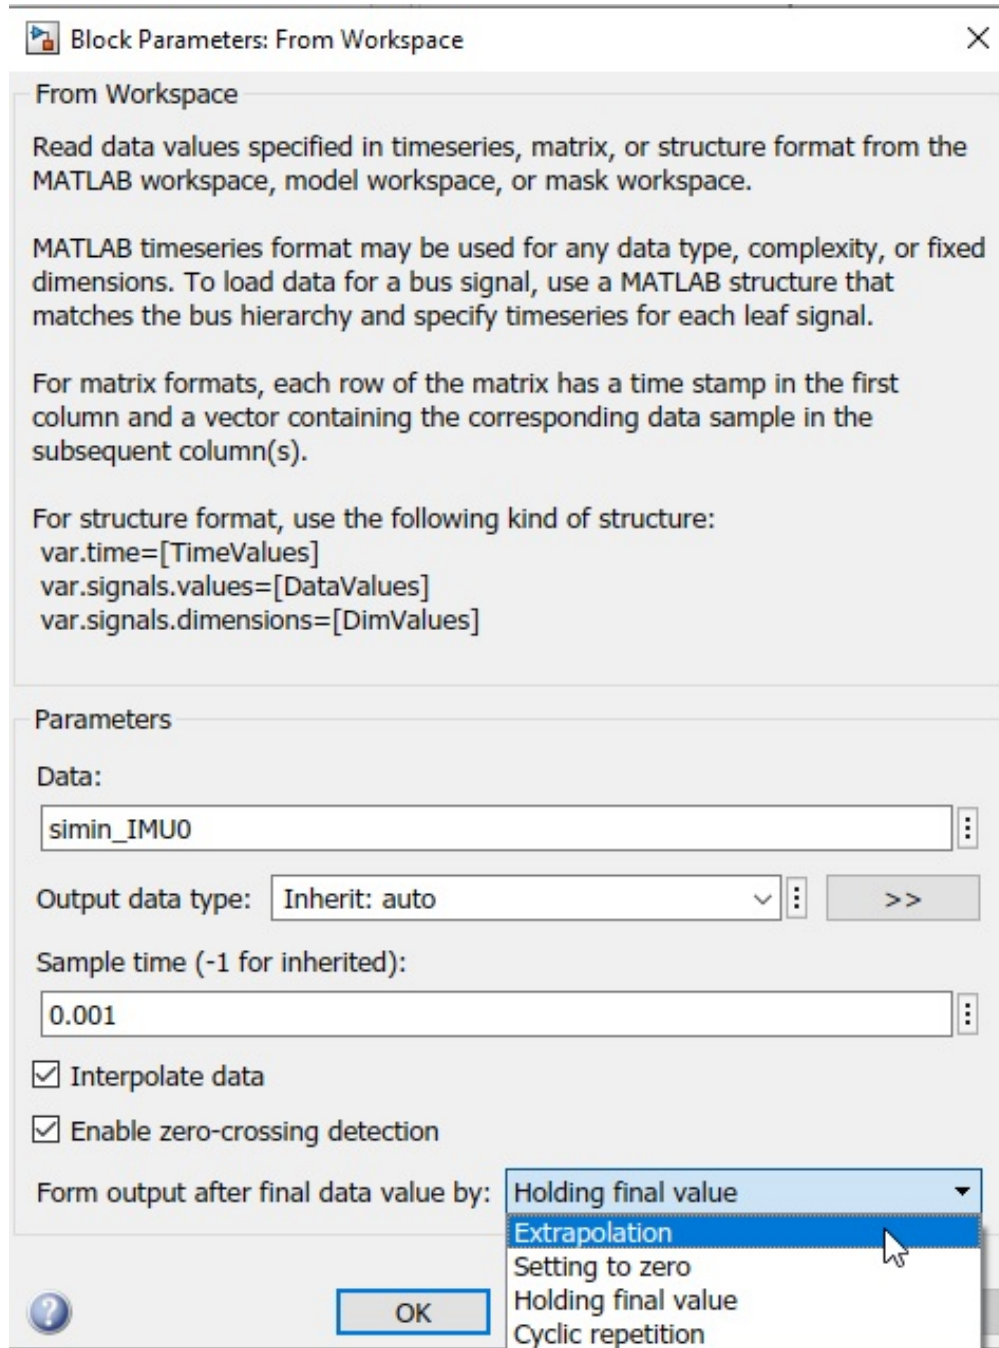 Block Parameters: From Workspace
From Workspace
Read data values specified in timeseries, matrix, or structure format from the
MATLAB workspace, model workspace, or mask workspace.
MATLAB timeseries format may be used for any data type, complexity, or fixed
dimensions. To load data for a bus signal, use a MATLAB structure that
matches the bus hierarchy and specify timeseries for each leaf signal.
For matrix formats, each row of the matrix has a time stamp in the first
column and a vector containing the corresponding data sample in the
subsequent column(s).
For structure format, use the following kind of structure:
var.time=[TimeValues]
var.signals.values=[DataValues]
var.signals.dimensions=[DimValues]
Parameters
Data:
simin_IMU0
Output data type: Inherit: auto >>
Sample time (-1 for inherited):
0.001
Interpolate data
Enable zero-crossing detection
Form output after final data value by: Holding final value
Extrapolation
Setting to zero
OK Holding final value
Cyclic repetition